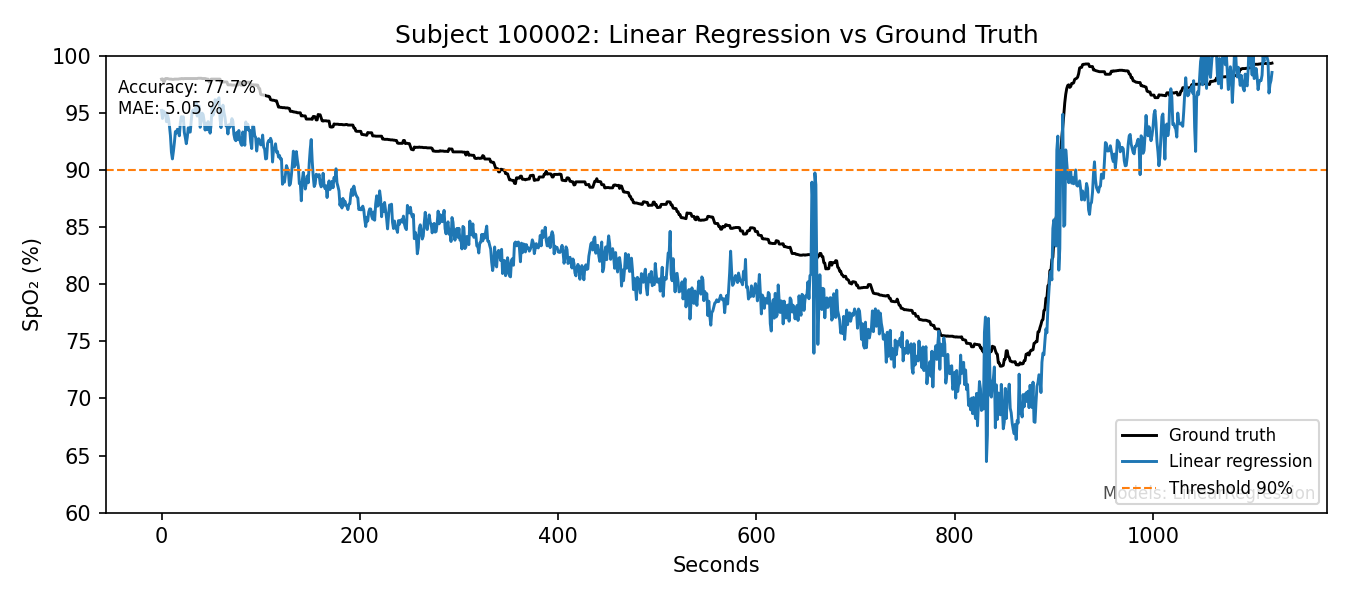 Subject 100002: Linear Regression vs Ground Truth
Accuracy: 77.7%
MAE: 5.05 %
SpO₂ (%)
100
95
90
85
80
75
70
65
60
Ground truth
Linear regression
Threshold 90%
Models: LinearRegression
0 200 400 600 800 1000
Seconds